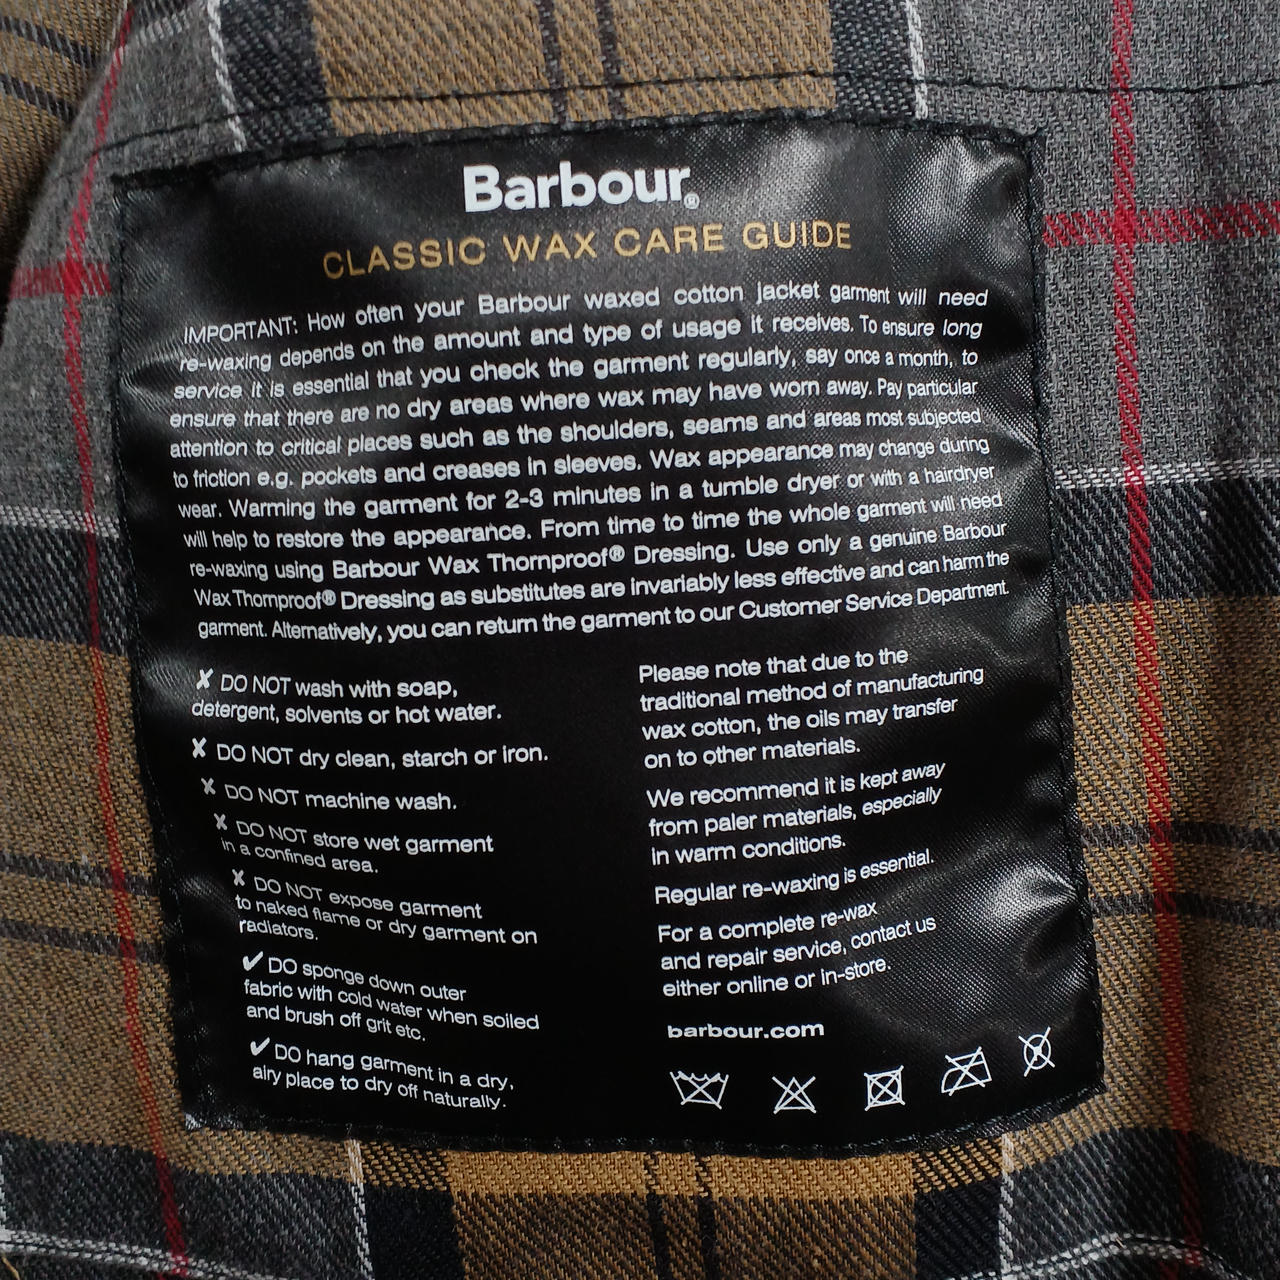 Barbour®
CLASSIC WAX CARE GUIDE
IMPORTANT: How often your Barbour waxed cotton jacket garment will need
re-waxing depends on the amount and type of usage it receives. To ensure long
service it is essential that you check the garment regularly, say once a month, to
ensure that there are no dry areas where wax may have worn away. Pay particular
attention to critical places such as the shoulders, seams and areas most subjected
to friction e.g. pockets and creases in sleeves. Wax appearance may change during
wear. Warming the garment for 2-3 minutes in a tumble dryer or with a hairdryer
will help to restore the appearance. From time to time the whole garment will need
re-waxing using Barbour Wax Thornproof® Dressing. Use only a genuine Barbour
Wax Thornproof® Dressing as substitutes are invariably less effective and can harm the
garment. Alternatively, you can return the garment to our Customer Service Department.
✘ DO NOT wash with soap,
detergent, solvents or hot water.
✘ DO NOT dry clean, starch or iron.
✘ DO NOT machine wash.
✘ DO NOT store wet garment
in a confined area.
✘ DO NOT expose garment
to naked flame or dry garment on
radiators.
✔ DO sponge down outer
fabric with cold water when soiled
and brush off grit etc.
✔ DO hang garment in a dry,
airy place to dry off naturally.
Please note that due to the
traditional method of manufacturing
wax cotton, the oils may transfer
on to other materials.
We recommend it is kept away
from paler materials, especially
in warm conditions.
Regular re-waxing is essential.
For a complete re-wax
and repair service, contact us
either online or in-store.
barbour.com